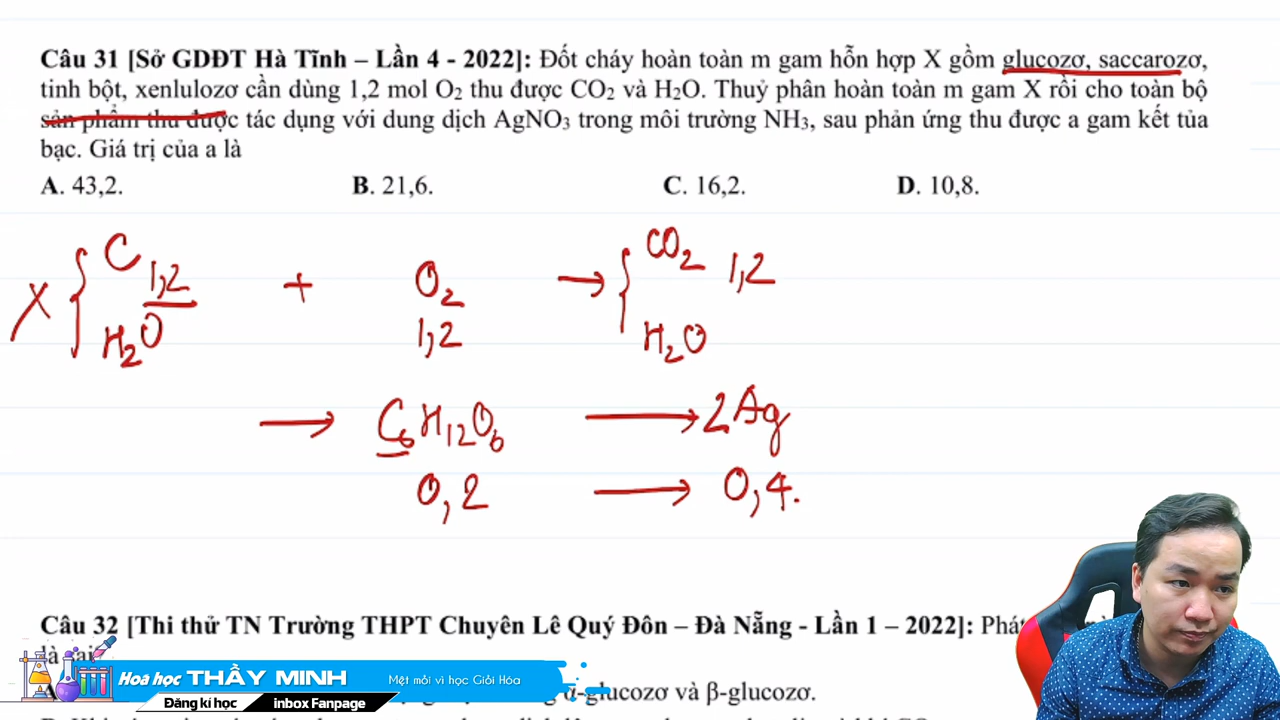 Câu 31 [Sở GDĐT Hà Tĩnh – Lần 4 - 2022]: Đốt cháy hoàn toàn m gam hỗn hợp X gồm glucozơ, saccarozơ,
tinh bột, xenlulozơ cần dùng 1,2 mol O₂ thu được CO₂ và H₂O. Thuỷ phân hoàn toàn m gam X rồi cho toàn bộ
sản phẩm thu được tác dụng với dung dịch AgNO₃ trong môi trường NH₃, sau phản ứng thu được a gam kết tủa
bạc. Giá trị của a là
A. 43,2. B. 21,6. C. 16,2. D. 10,8.
X { C 1,2 H₂O + O₂ 1,2 → { CO₂ 1,2 H₂O
→ C₆H₁₂O₆ → 2Ag
0,2 → 0,4.
Câu 32 [Thi thử TN Trường THPT Chuyên Lê Quý Đôn – Đà Nẵng - Lần 1 – 2022]: Phát
là sai
Hoá học THẦY MINH Mệt mỏi vì học Giỏi Hóa
α-glucozơ và β-glucozơ.
Đăng kí học inbox Fanpage